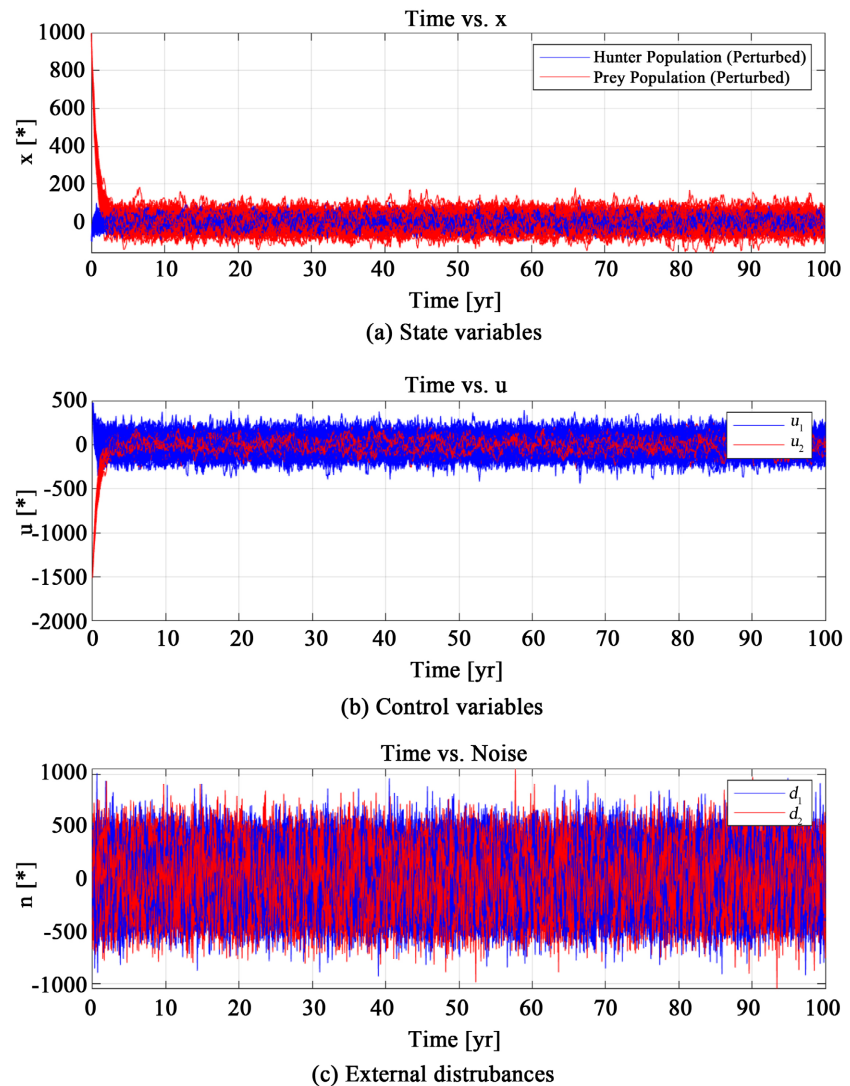 Time vs. x
1000
800
600
400
200
0
x [*]
Hunter Population (Perturbed)
Prey Population (Perturbed)
0 10 20 30 40 50 60 70 80 90 100
Time [yr]
(a) State variables
Time vs. u
500
0
-500
-1000
-1500
-2000
u [*]
u1
u2
0 10 20 30 40 50 60 70 80 90 100
Time [yr]
(b) Control variables
Time vs. Noise
1000
500
0
-500
-1000
n [*]
d1
d2
0 10 20 30 40 50 60 70 80 90 100
Time [yr]
(c) External distrubances